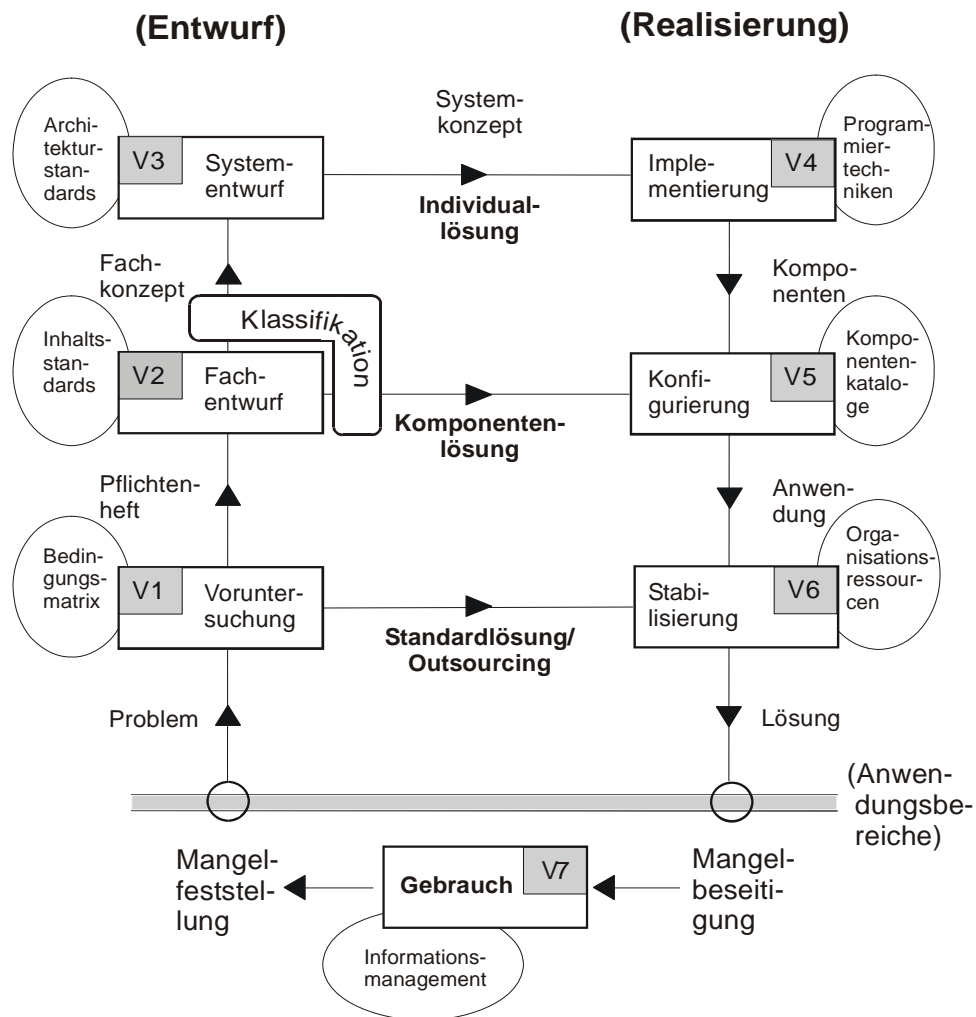 (Entwurf)
(Realisierung)
Archi-
tektur-
stan-
dards
V3
System-
entwurf
System-
konzept
Individual-
lösung
Imple-
mentierung
V4
Program-
mier-
tech-
niken
Fach-
konzept
Klassifikation
Kompo-
nenten
Inhalts-
stan-
dards
V2
Fach-
entwurf
Komponenten-
lösung
Konfi-
gurierung
V5
Kompo-
nenten-
katalo-
ge
Pflichten-
heft
Anwen-
dung
Bedin-
gungs-
matrix
V1
Vorunter-
suchung
Standardlösung/
Outsourcing
Stabi-
lisierung
V6
Orga-
nisations-
ressour-
cen
Problem
Lösung
(Anwen-
dungsbe-
reiche)
Mangel-
feststel-
lung
Gebrauch
V7
Mangel-
beseiti-
gung
Informations-
management